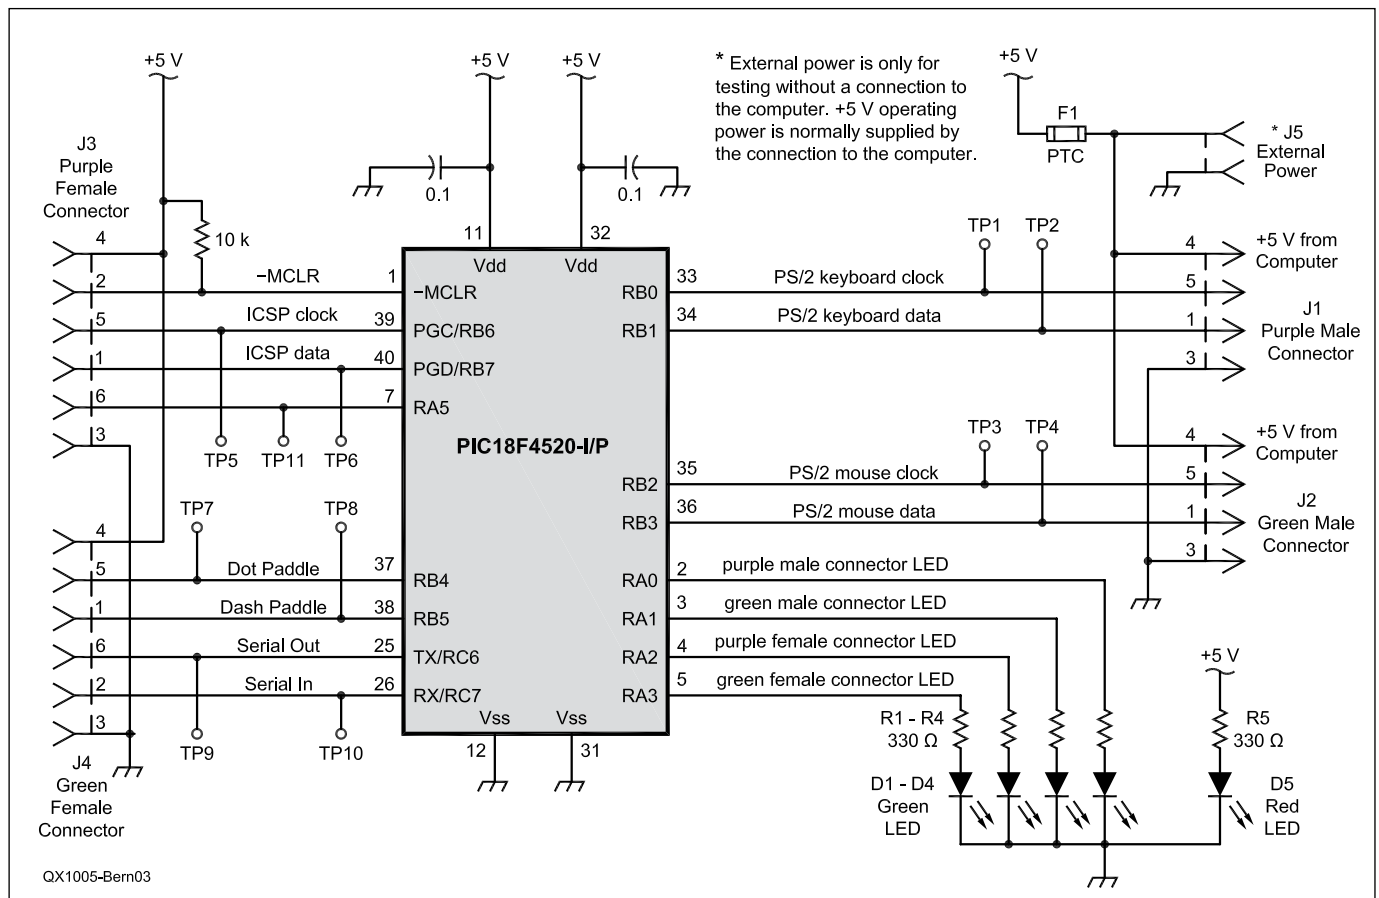 +5 V
+5 V
+5 V
* External power is only for
testing without a connection to
the computer. +5 V operating
power is normally supplied by
the connection to the computer.
+5 V
F1
PTC
* J5
External
Power
J3
Purple
Female
Connector
0.1
0.1
10 k
11
32
Vdd
Vdd
4
2
−MCLR
1
−MCLR
5
ICSP clock
39
PGC/RB6
1
ICSP data
40
PGD/RB7
6
7
RA5
3
TP5
TP11
TP6
PIC18F4520-I/P
TP1
TP2
RB0
33
PS/2 keyboard clock
RB1
34
PS/2 keyboard data
4
+5 V from
Computer
5
1
3
J1
Purple Male
Connector
TP3
TP4
RB2
35
PS/2 mouse clock
RB3
36
PS/2 mouse data
4
+5 V from
Computer
5
1
3
J2
Green Male
Connector
TP7
TP8
4
5
Dot Paddle
37
RB4
1
Dash Paddle
38
RB5
6
Serial Out
25
TX/RC6
2
Serial In
26
RX/RC7
3
TP9
TP10
J4
Green
Female
Connector
Vss
Vss
12
31
RA0
2
purple male connector LED
RA1
3
green male connector LED
RA2
4
purple female connector LED
RA3
5
green female connector LED
R1 - R4
330 Ω
D1 - D4
Green
LED
+5 V
R5
330 Ω
D5
Red
LED
QX1005-Bern03